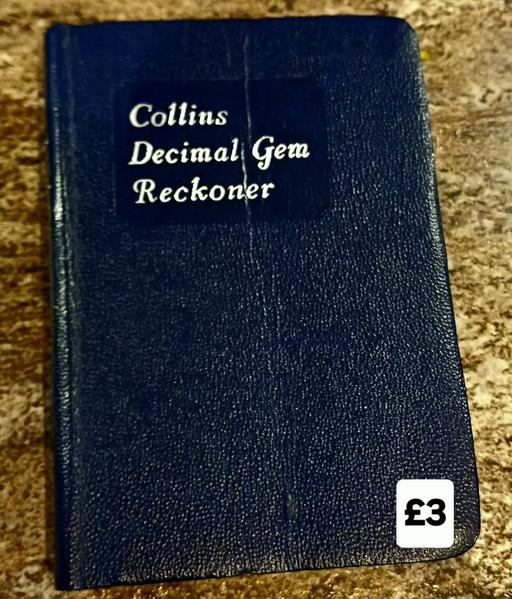 Collins
Decimal Gem
Reckoner
£3